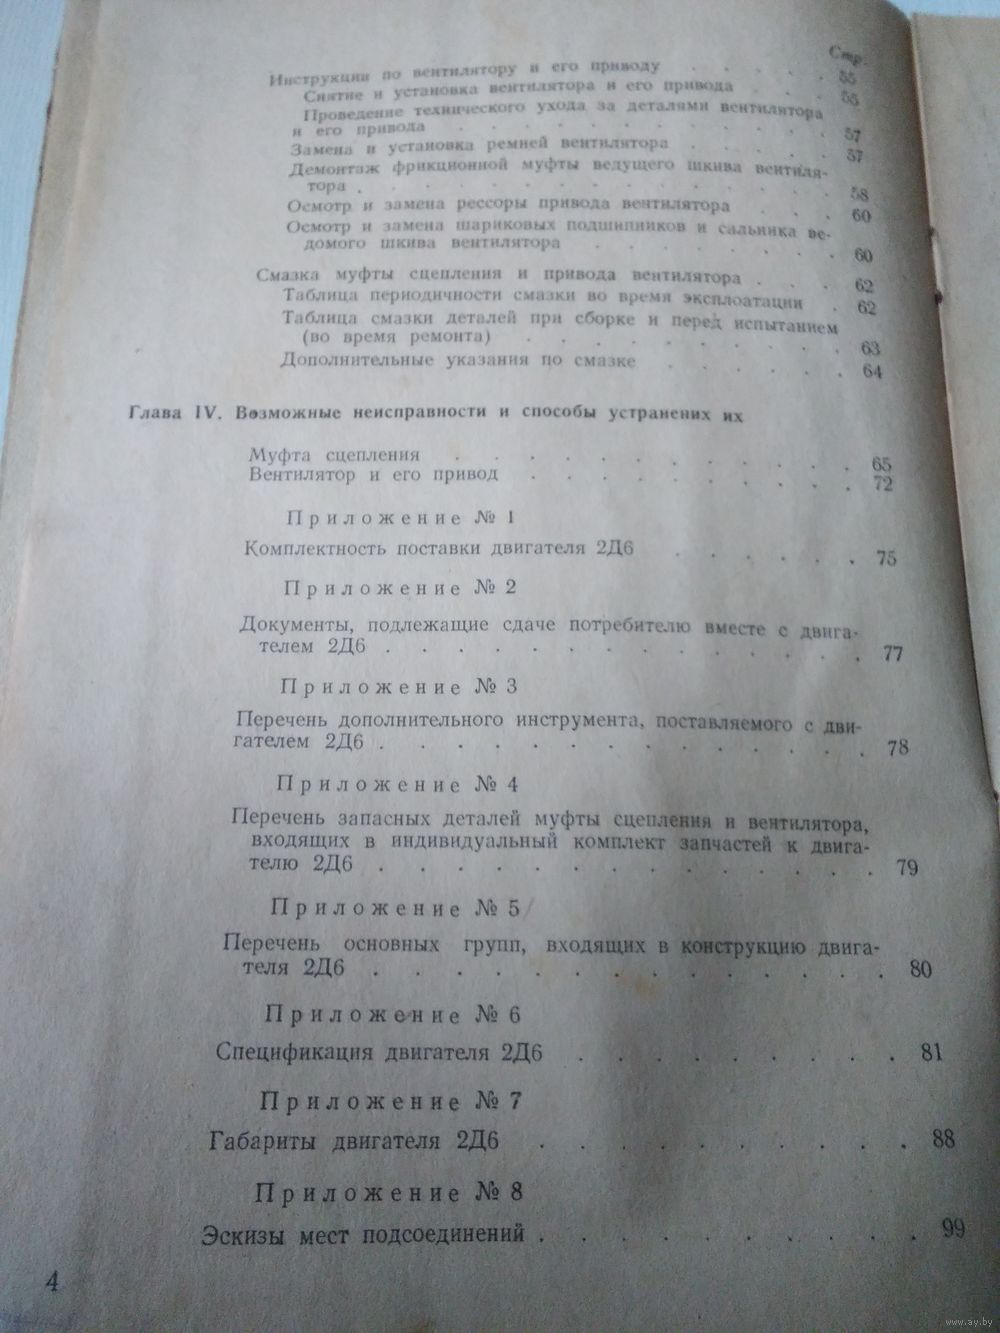 Стр.
Инструкции по вентилятору и его приводу . . . . . 55
Снятие и установка вентилятора и его привода . . . 55
Проведение технического ухода за деталями вентилятора
и его привода . . . . . . . . . . 57
Замена и установка ремней вентилятора . . . . . 57
Демонтаж фрикционной муфты ведущего шкива вентиля-
тора . . . . . . . . . . . . . 58
Осмотр и замена рессоры привода вентилятора . . . 60
Осмотр и замена шариковых подшипников и сальника ве-
домого шкива вентилятора . . . . . . . 60
Смазка муфты сцепления и привода вентилятора . . . . 62
Таблица периодичности смазки во время эксплоатации . 62
Таблица смазки деталей при сборке и перед испытанием
(во время ремонта) . . . . . . . . . 63
Дополнительные указания по смазке . . . . . . 64
Глава IV. Возможные неисправности и способы устранених их
Муфта сцепления . . . . . . . . . . . 65
Вентилятор и его привод . . . . . . . . . 72
Приложение № 1
Комплектность поставки двигателя 2Д6 . . . . . . 75
Приложение № 2
Документы, подлежащие сдаче потребителю вместе с двига-
телем 2Д6 . . . . . . . . . . . . . 77
Приложение № 3
Перечень дополнительного инструмента, поставляемого с дви-
гателем 2Д6 . . . . . . . . . . . . . 78
Приложение № 4
Перечень запасных деталей муфты сцепления и вентилятора,
входящих в индивидуальный комплект запчастей к двига-
телю 2Д6 . . . . . . . . . . . . . 79
Приложение № 5
Перечень основных групп, входящих в конструкцию двига-
теля 2Д6 . . . . . . . . . . . . . 80
Приложение № 6
Спецификация двигателя 2Д6 . . . . . . . . . 81
Приложение № 7
Габариты двигателя 2Д6 . . . . . . . . . . 88
Приложение № 8
Эскизы мест подсоединений . . . . . . . . . . 99
4
www.ay.by